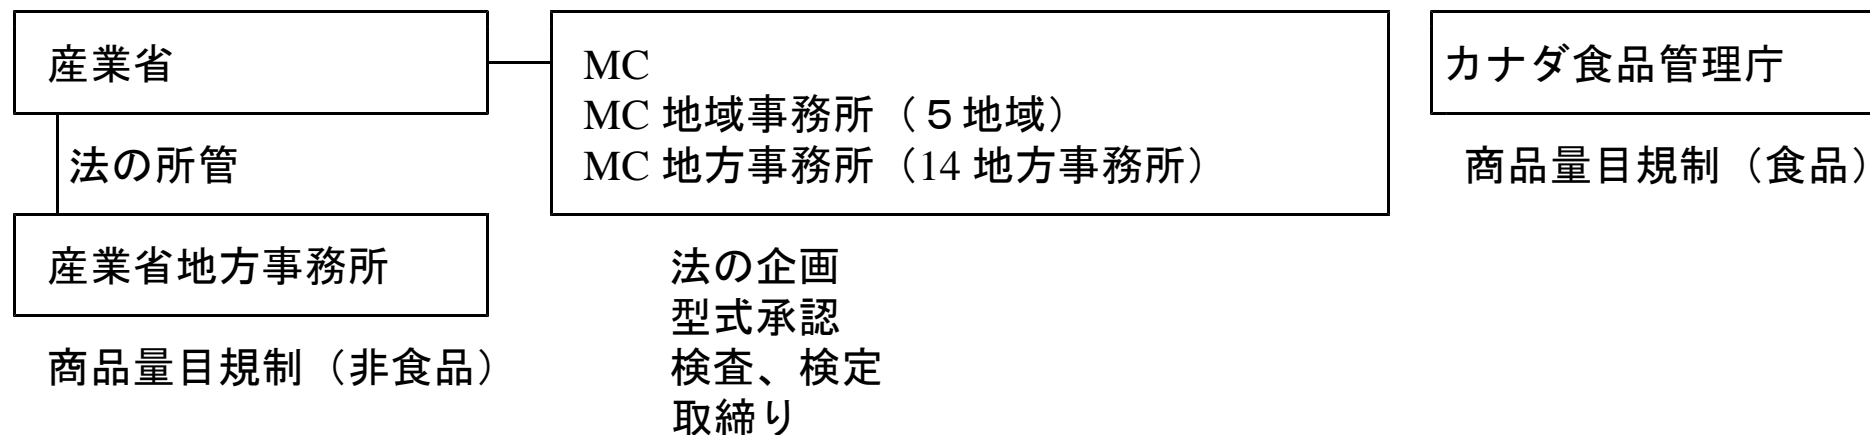 産業省
MC
MC 地域事務所（５地域）
MC 地方事務所（14 地方事務所）
カナダ食品管理庁
法の所管
商品量目規制（食品）
産業省地方事務所
商品量目規制（非食品）
法の企画
型式承認
検査、検定
取締り